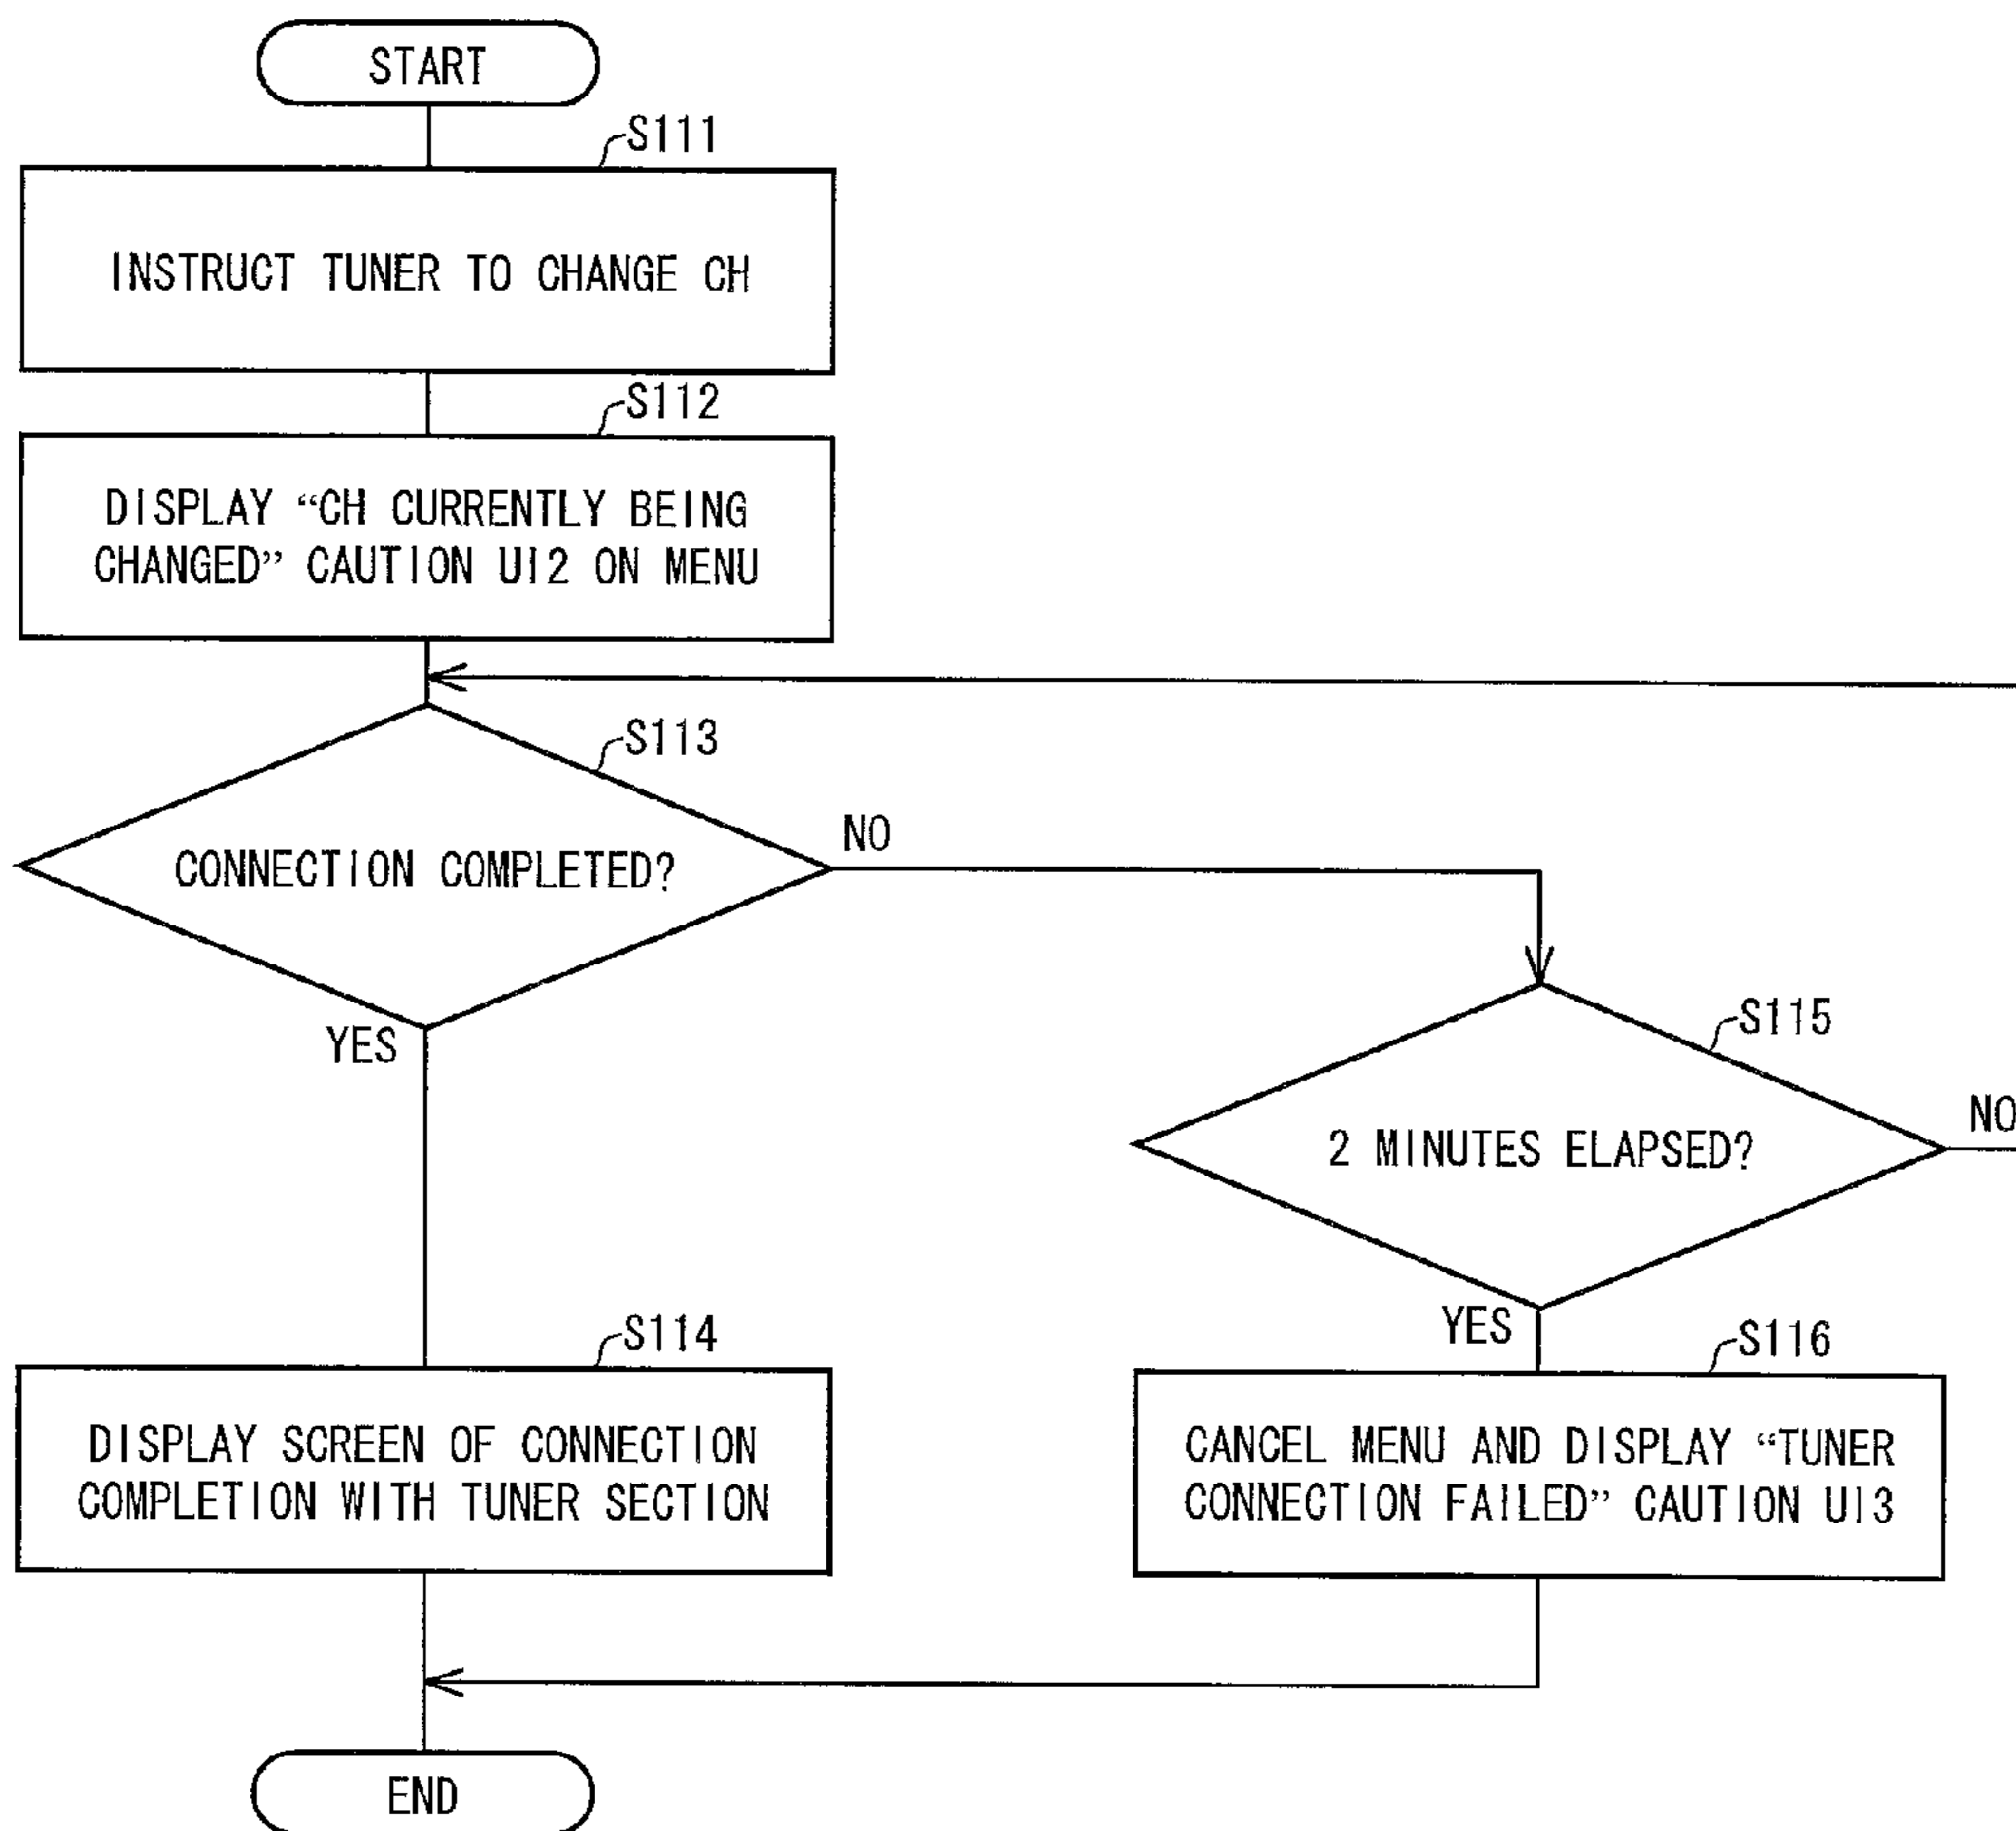 START
S111
INSTRUCT TUNER TO CHANGE CH
S112
DISPLAY “CH CURRENTLY BEING
CHANGED” CAUTION UI2 ON MENU
S113
CONNECTION COMPLETED?
NO
YES
S115
2 MINUTES ELAPSED?
NO
YES
S114
DISPLAY SCREEN OF CONNECTION
COMPLETION WITH TUNER SECTION
S116
CANCEL MENU AND DISPLAY “TUNER
CONNECTION FAILED” CAUTION UI3
END